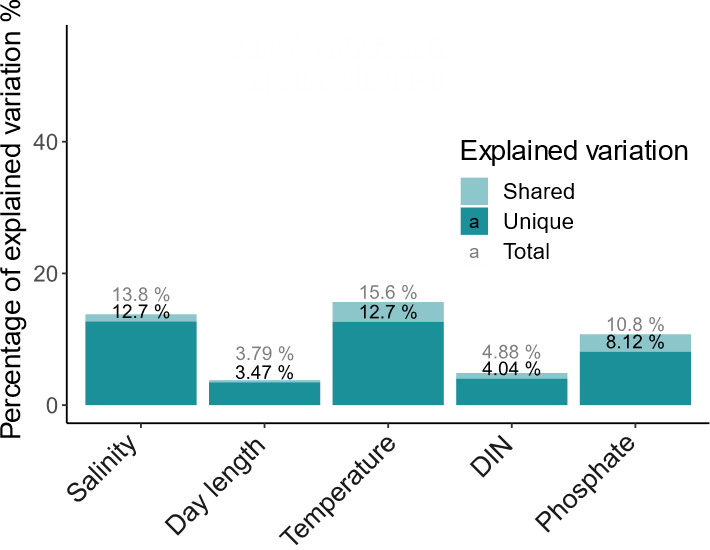 Percentage of explained variation %
40
20
0
Explained variation
Shared
a Unique
a Total
13.8 %
12.7 %
3.79 %
3.47 %
15.6 %
12.7 %
4.88 %
4.04 %
10.8 %
8.12 %
Salinity
Day length
Temperature
DIN
Phosphate